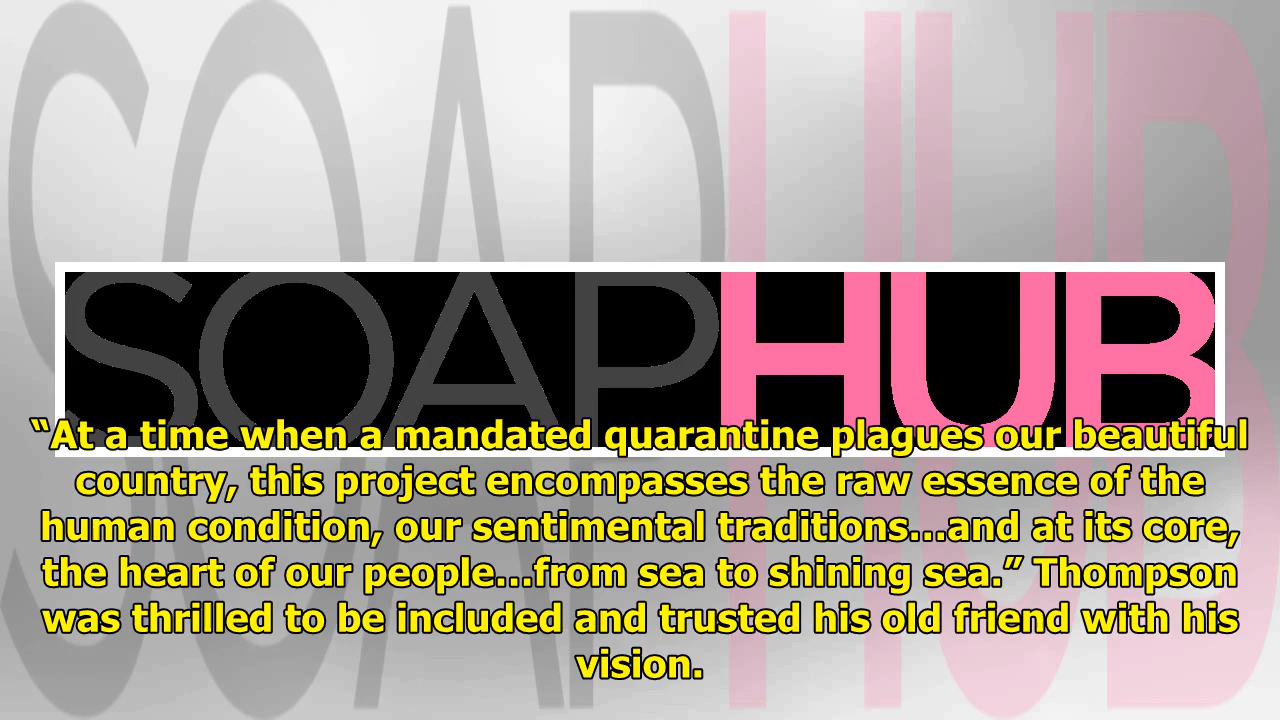 SOAPHUB
SOAPHUB
“At a time when a mandated quarantine plagues our beautiful
country, this project encompasses the raw essence of the
human condition, our sentimental traditions...and at its core,
the heart of our people...from sea to shining sea.” Thompson
was thrilled to be included and trusted his old friend with his
vision.